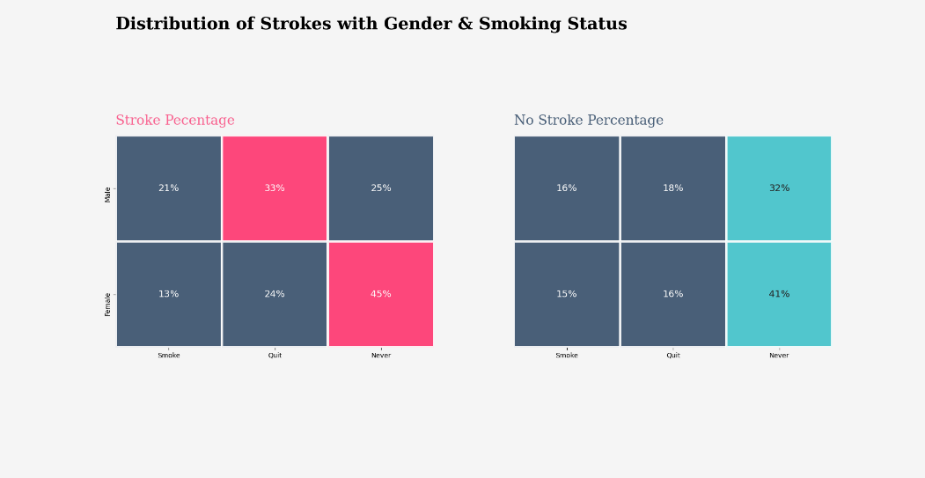 Distribution of Strokes with Gender & Smoking Status
Stroke Pecentage
No Stroke Percentage
Male
21%
33%
25%
16%
18%
32%
Female
13%
24%
45%
15%
16%
41%
Smoke
Quit
Never
Smoke
Quit
Never